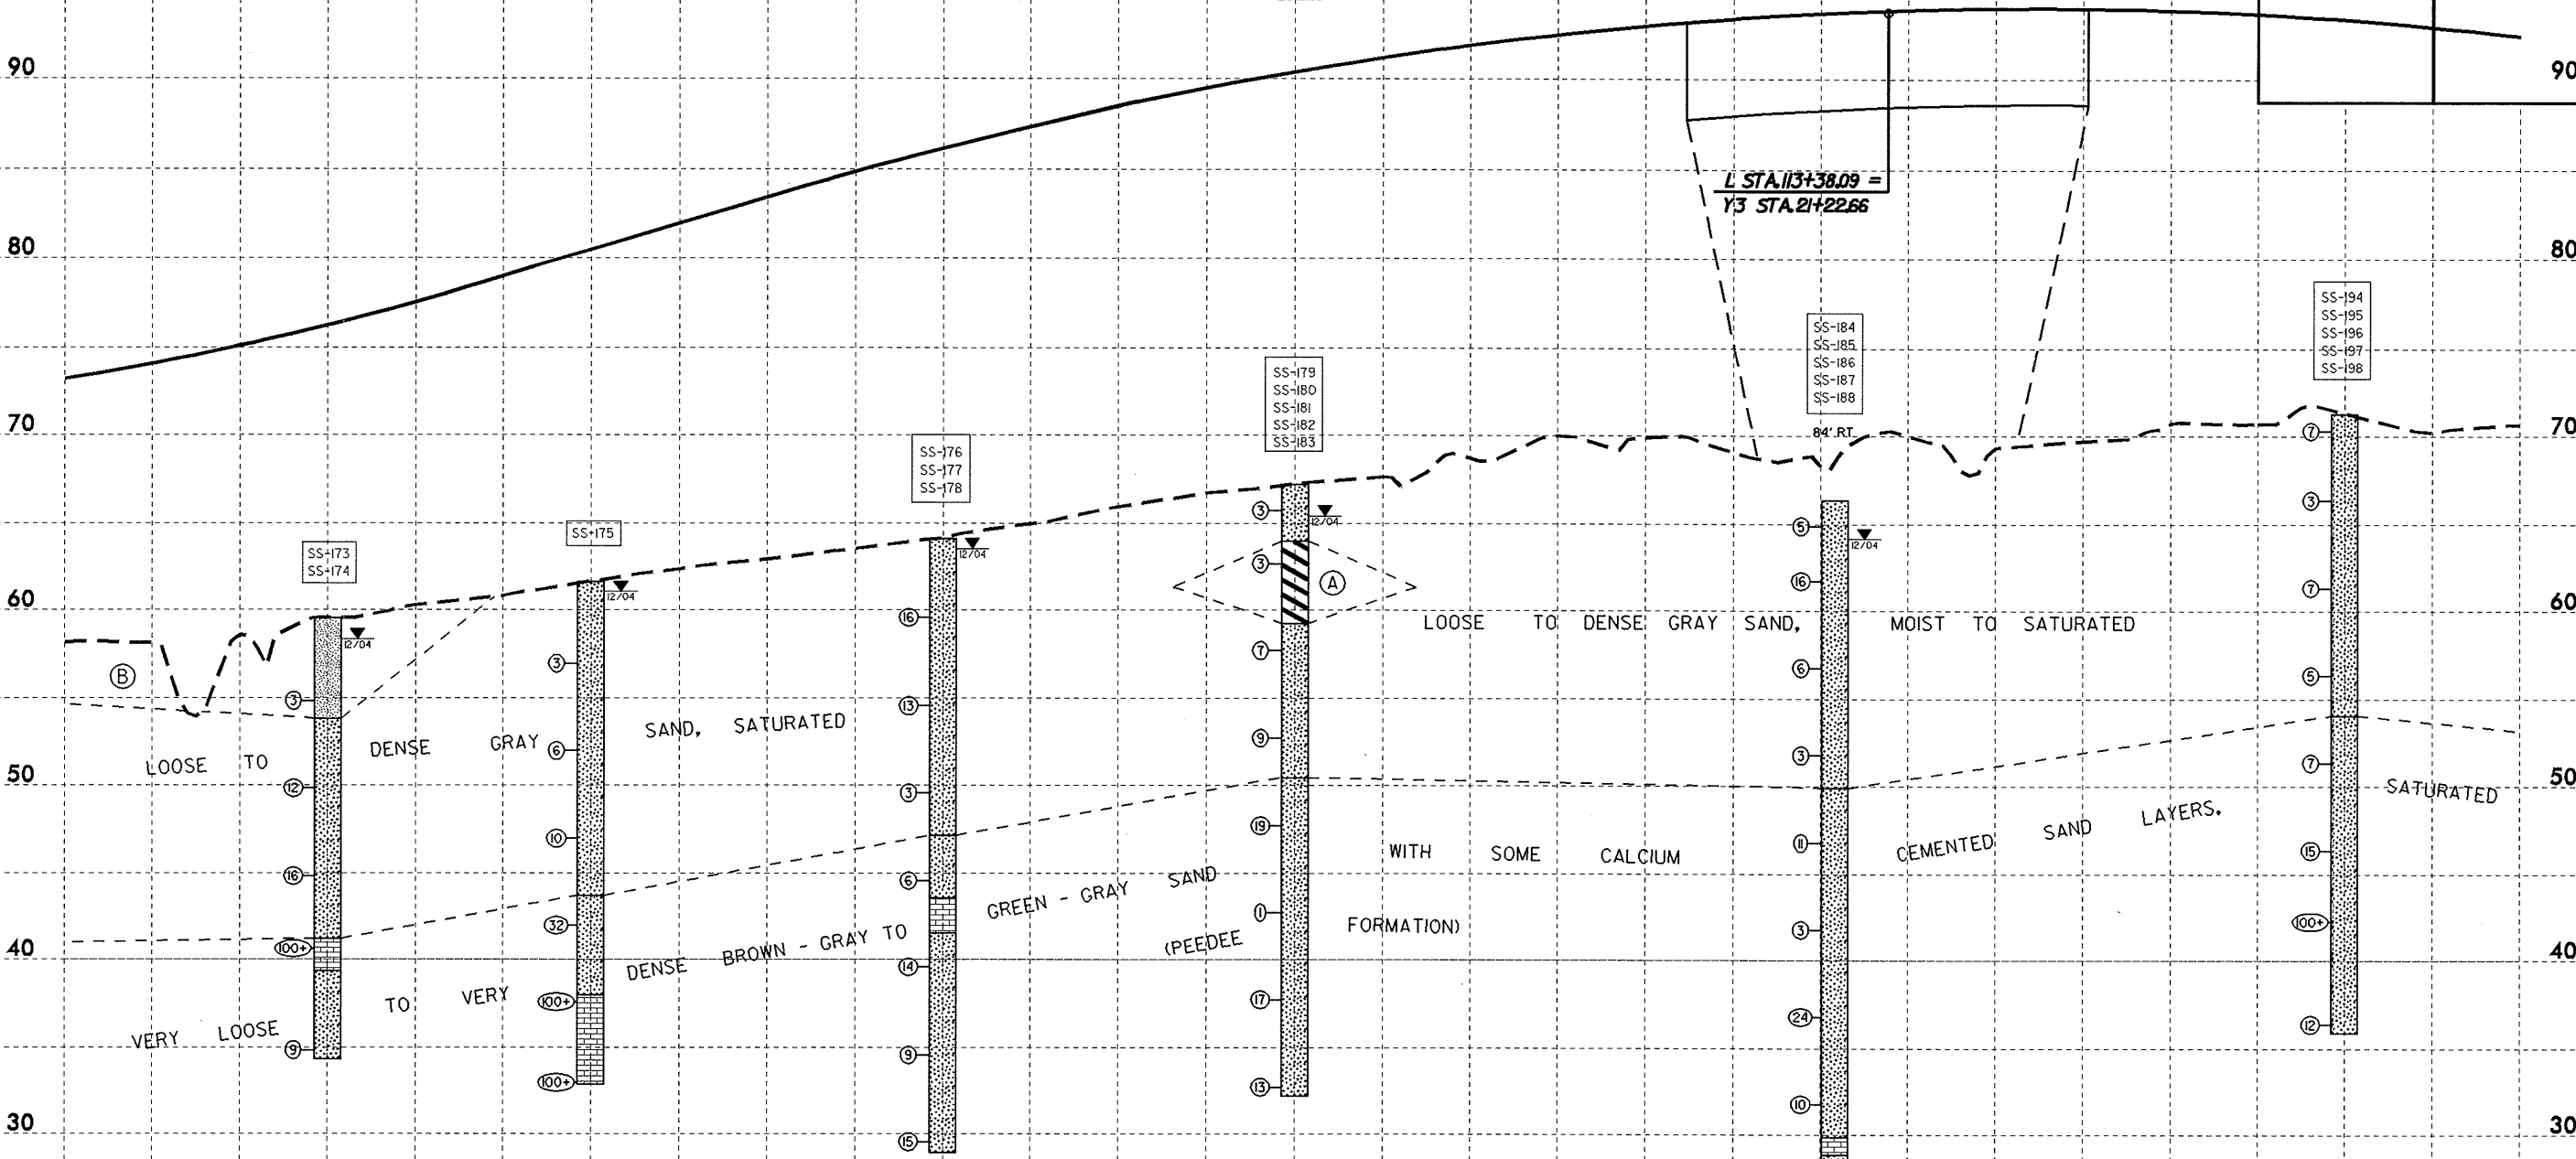 90
90
L STA.113+38.09 =
Y3 STA.21+22.66
80
80
SS-194
SS-195
SS-196
SS-197
SS-198
SS-184
SS-185
SS-186
SS-187
SS-188
84' RT
SS-179
SS-180
SS-181
SS-182
SS-183
70
70
SS-176
SS-177
SS-178
SS-175
SS-173
SS-174
12/04
12/04
12/04
12/04
12/04
60
60
A
B
LOOSE TO DENSE GRAY SAND, MOIST TO SATURATED
LOOSE TO DENSE GRAY SAND, SATURATED
50
50
VERY LOOSE TO VERY DENSE BROWN - GRAY TO GREEN - GRAY SAND WITH SOME CALCIUM CEMENTED SAND LAYERS. SATURATED
(PEEDEE FORMATION)
40
40
30
30
3
12
16
100+
9
3
6
10
32
100+
100+
16
13
3
6
14
9
15
3
3
7
9
19
1
17
13
5
16
6
3
11
3
24
10
7
3
7
5
7
15
100+
12